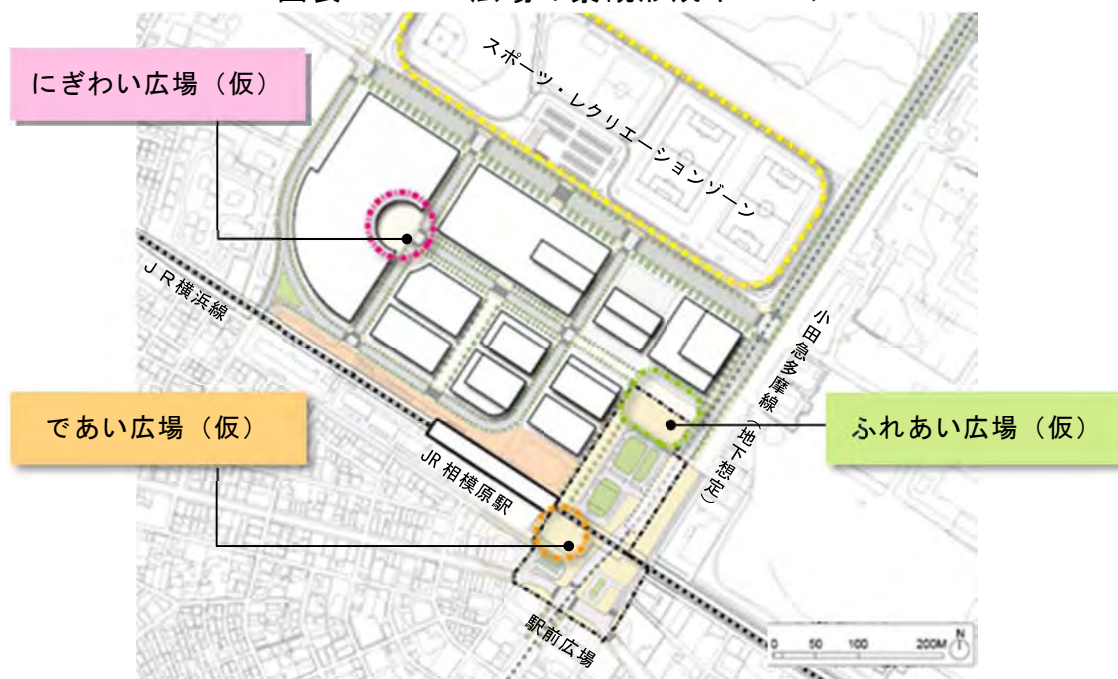 スポーツ・レクリエーションゾーン
にぎわい広場（仮）
ＪＲ横浜線
小田急多摩線（地下想定）
であい広場（仮）
ふれあい広場（仮）
JR相模原駅
駅前広場
0 50 100 200M
N